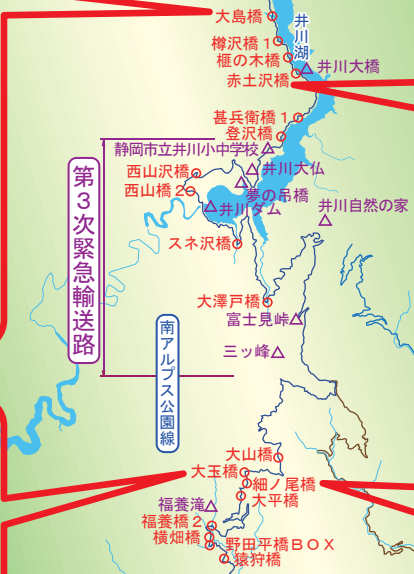 大島橋
井川湖
樽沢橋1
榧の木橋
井川大橋
赤土沢橋
甚兵衛橋1
登沢橋
静岡市立井川小中学校
西山沢橋
井川大仏
西山橋2
夢の吊橋
井川ダム
井川自然の家
スネ沢橋
第3次緊急輸送路
大澤戸橋
富士見峠
三ッ峰
南アルプス公園線
大山橋
大玉橋
細ノ尾橋
大平橋
福養滝
福養橋2
横畑橋
野田平橋BOX
猿狩橋